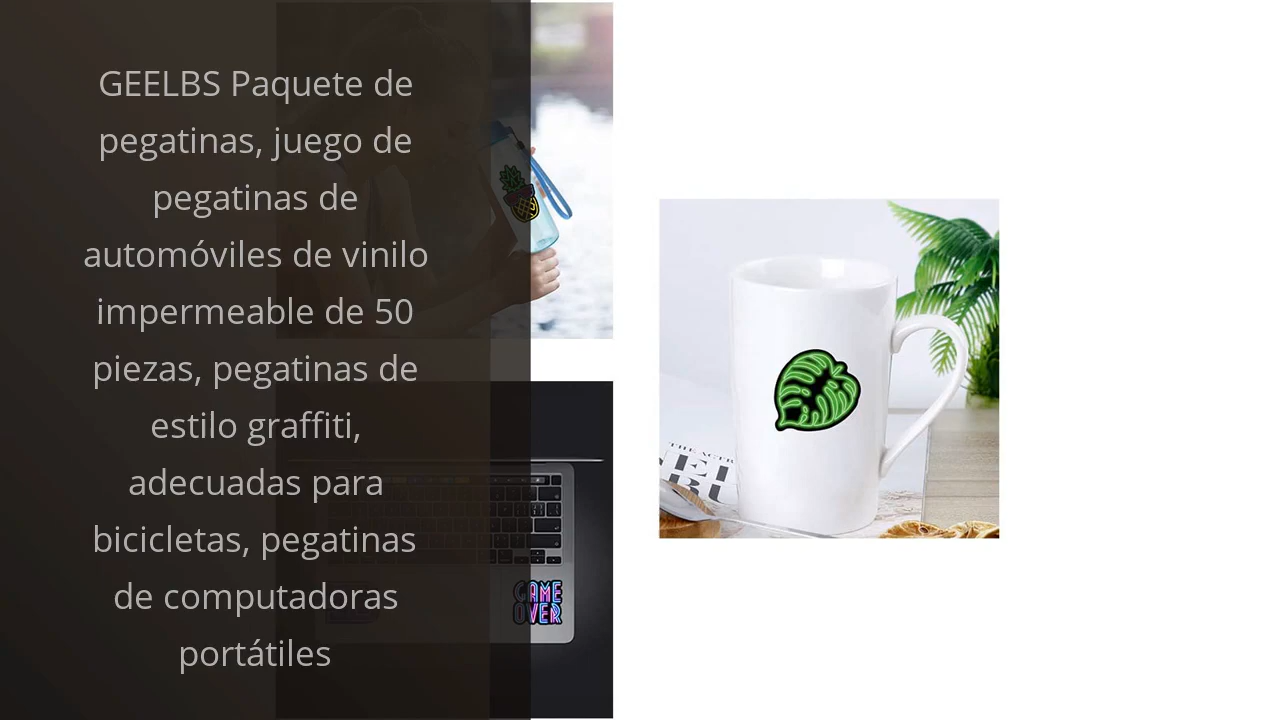 GEELBS Paquete de
pegatinas, juego de
pegatinas de
automóviles de vinilo
impermeable de 50
piezas, pegatinas de
estilo graffiti,
adecuadas para
bicicletas, pegatinas
de computadoras
portátiles
GAME
OVER